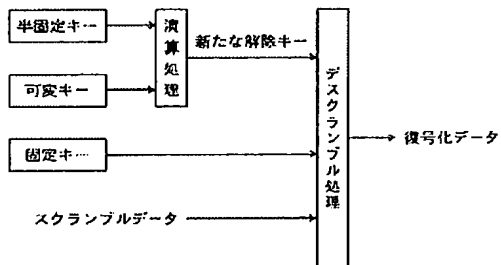 半固定キー
演算処理
新たな解除キー
可変キー
デスクランブル処理
復号化データ
固定キー
スクランブルデータ